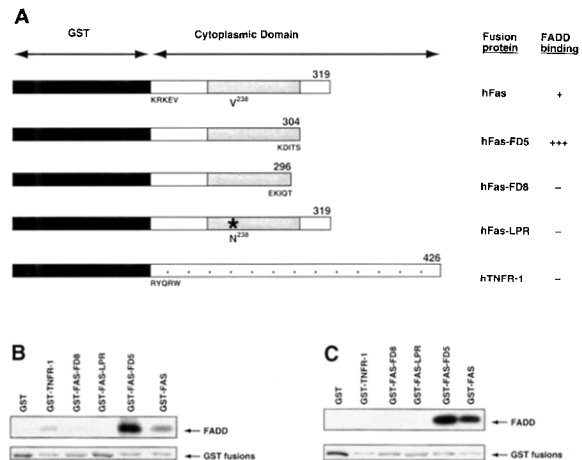 A
GST
Cytoplasmic Domain
Fusion protein
FADD binding
319
KRKEV
V238
hFas
+
304
KDITS
hFas-FD5
+++
296
EKIQT
hFas-FD8
–
319
*
N238
hFas-LPR
–
426
RYQRW
hTNFR-1
–
B
GST
GST-TNFR-1
GST-FAS-FD8
GST-FAS-LPR
GST-FAS-FD5
GST-FAS
FADD
GST fusions
C
GST
GST-TNFR-1
GST-FAS-FD8
GST-FAS-LPR
GST-FAS-FD5
GST-FAS
FADD
GST fusions